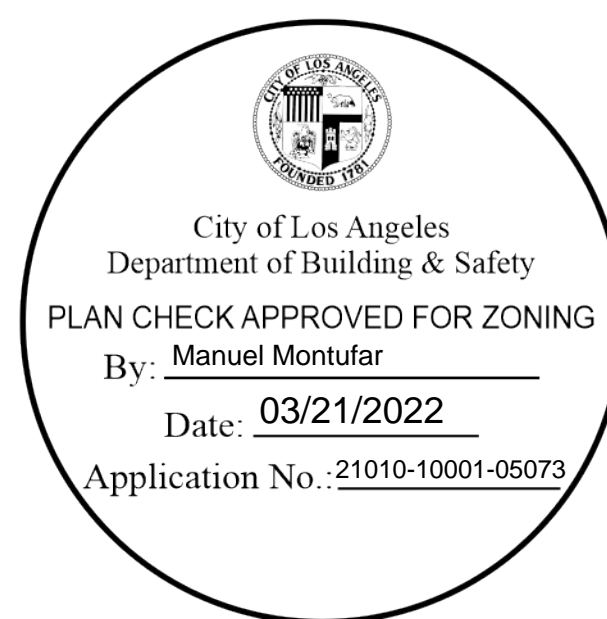 CITY OF LOS ANGELES
FOUNDED 1781
City of Los Angeles
Department of Building & Safety
PLAN CHECK APPROVED FOR ZONING
By: Manuel Montufar
Date: 03/21/2022
Application No.: 21010-10001-05073